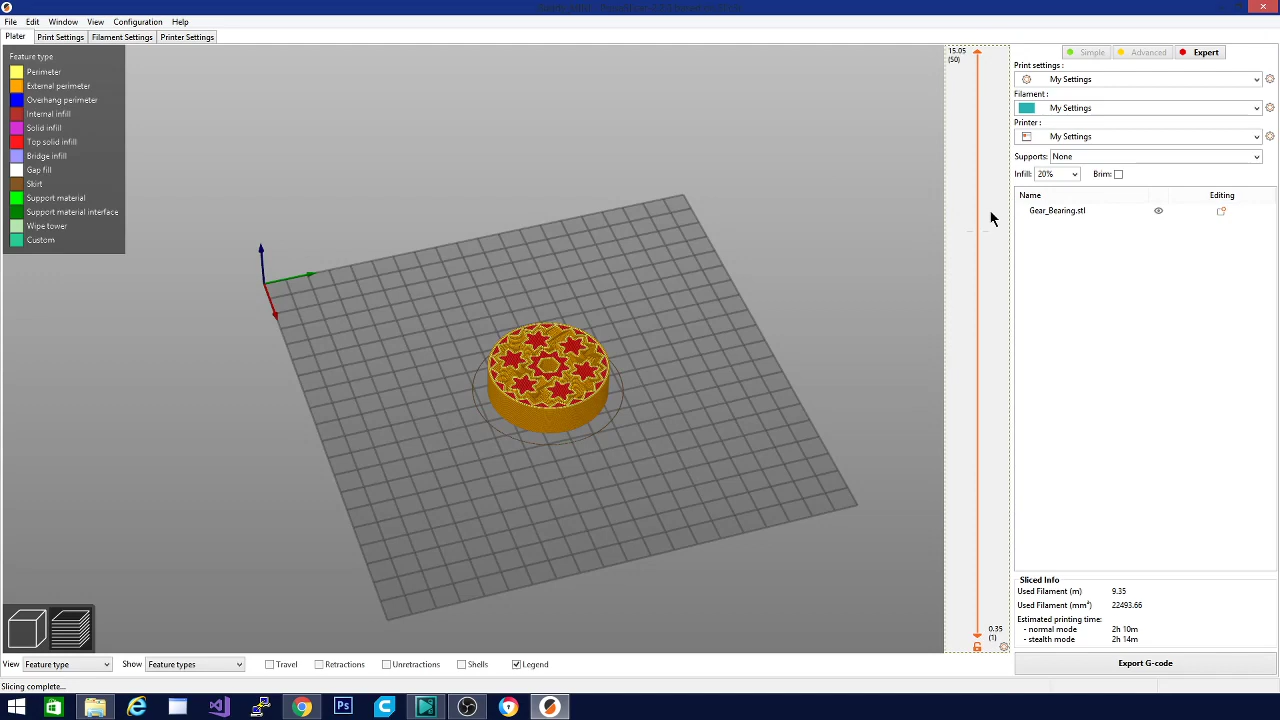 File Edit Window View Configuration Help
Plater Print Settings Filament Settings Printer Settings
Feature type
Perimeter
External perimeter
Overhang perimeter
Internal infill
Solid infill
Top solid infill
Bridge infill
Gap fill
Skirt
Support material
Support material interface
Wipe tower
Custom
15.05
(50)
0.35
(1)
Simple Advanced Expert
Print settings :
My Settings
Filament :
My Settings
Printer :
My Settings
Supports: None
Infill: 20% Brim:
Name Editing
Gear_Bearing.stl
Sliced Info
Used Filament (m) 9.35
Used Filament (mm³) 22493.66
Estimated printing time:
- normal mode 2h 10m
- stealth mode 2h 14m
Export G-code
View Feature type Show Feature types Travel Retractions Unretractions Shells Legend
Slicing complete...
Ps